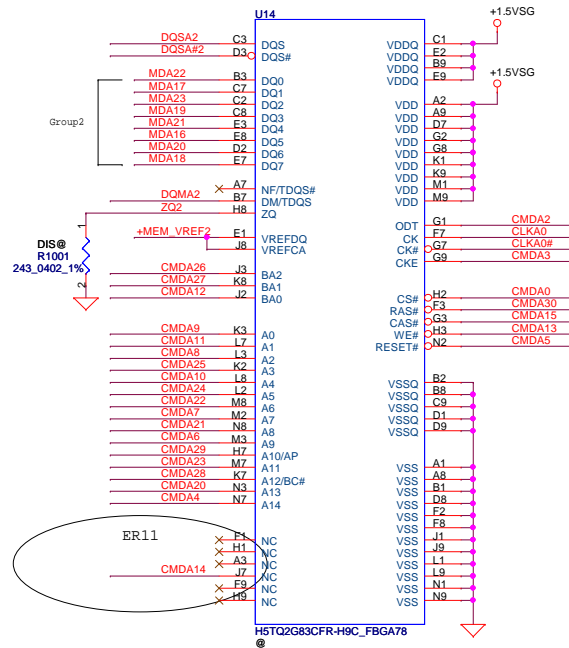 U14
+1.5VSG
DQSA2 C3 DQS VDDQ C1
DQSA#2 D3 DQS# VDDQ E2
VDDQ B9
MDA22 B3 DQ0 VDDQ E9
+1.5VSG
MDA17 C7 DQ1
MDA23 C2 DQ2 VDD A2
MDA19 C8 DQ3 VDD A9
Group2
MDA21 E3 DQ4 VDD D7
MDA16 E8 DQ5 VDD G2
MDA20 D2 DQ6 VDD G8
MDA18 E7 DQ7 VDD K1
VDD K9
A7 NF/TDQS# VDD M1
DQMA2 B7 DM/TDQS VDD M9
ZQ2 H8 ZQ
ODT G1 CMDA2
+MEM_VREF2 E1 VREFDQ CK F7 CLKA0
J8 VREFCA CK# G7 CLKA0#
CKE G9 CMDA3
1
DIS@
R1001
243_0402_1%
2
CMDA26 J3 BA2
CMDA27 K8 BA1
CMDA12 J2 BA0
CS# H2 CMDA0
RAS# F3 CMDA30
CAS# G3 CMDA15
WE# H3 CMDA13
RESET# N2 CMDA5
CMDA9 K3 A0
CMDA11 L7 A1
CMDA8 L3 A2
CMDA25 K2 A3
CMDA10 L8 A4 VSSQ B2
CMDA24 L2 A5 VSSQ B8
CMDA22 M8 A6 VSSQ C9
CMDA7 M2 A7 VSSQ D1
CMDA21 N8 A8 VSSQ D9
CMDA6 M3 A9
CMDA29 H7 A10/AP
CMDA23 M7 A11 VSS A1
CMDA28 K7 A12/BC# VSS A8
CMDA20 N3 A13 VSS B1
CMDA4 N7 A14 VSS D8
VSS F2
VSS F8
ER11
F1 NC VSS J1
H1 NC VSS J9
A3 NC VSS L1
CMDA14 J7 NC VSS L9
F9 NC VSS N1
H9 NC VSS N9
H5TQ2G83CFR-H9C_FBGA78
@